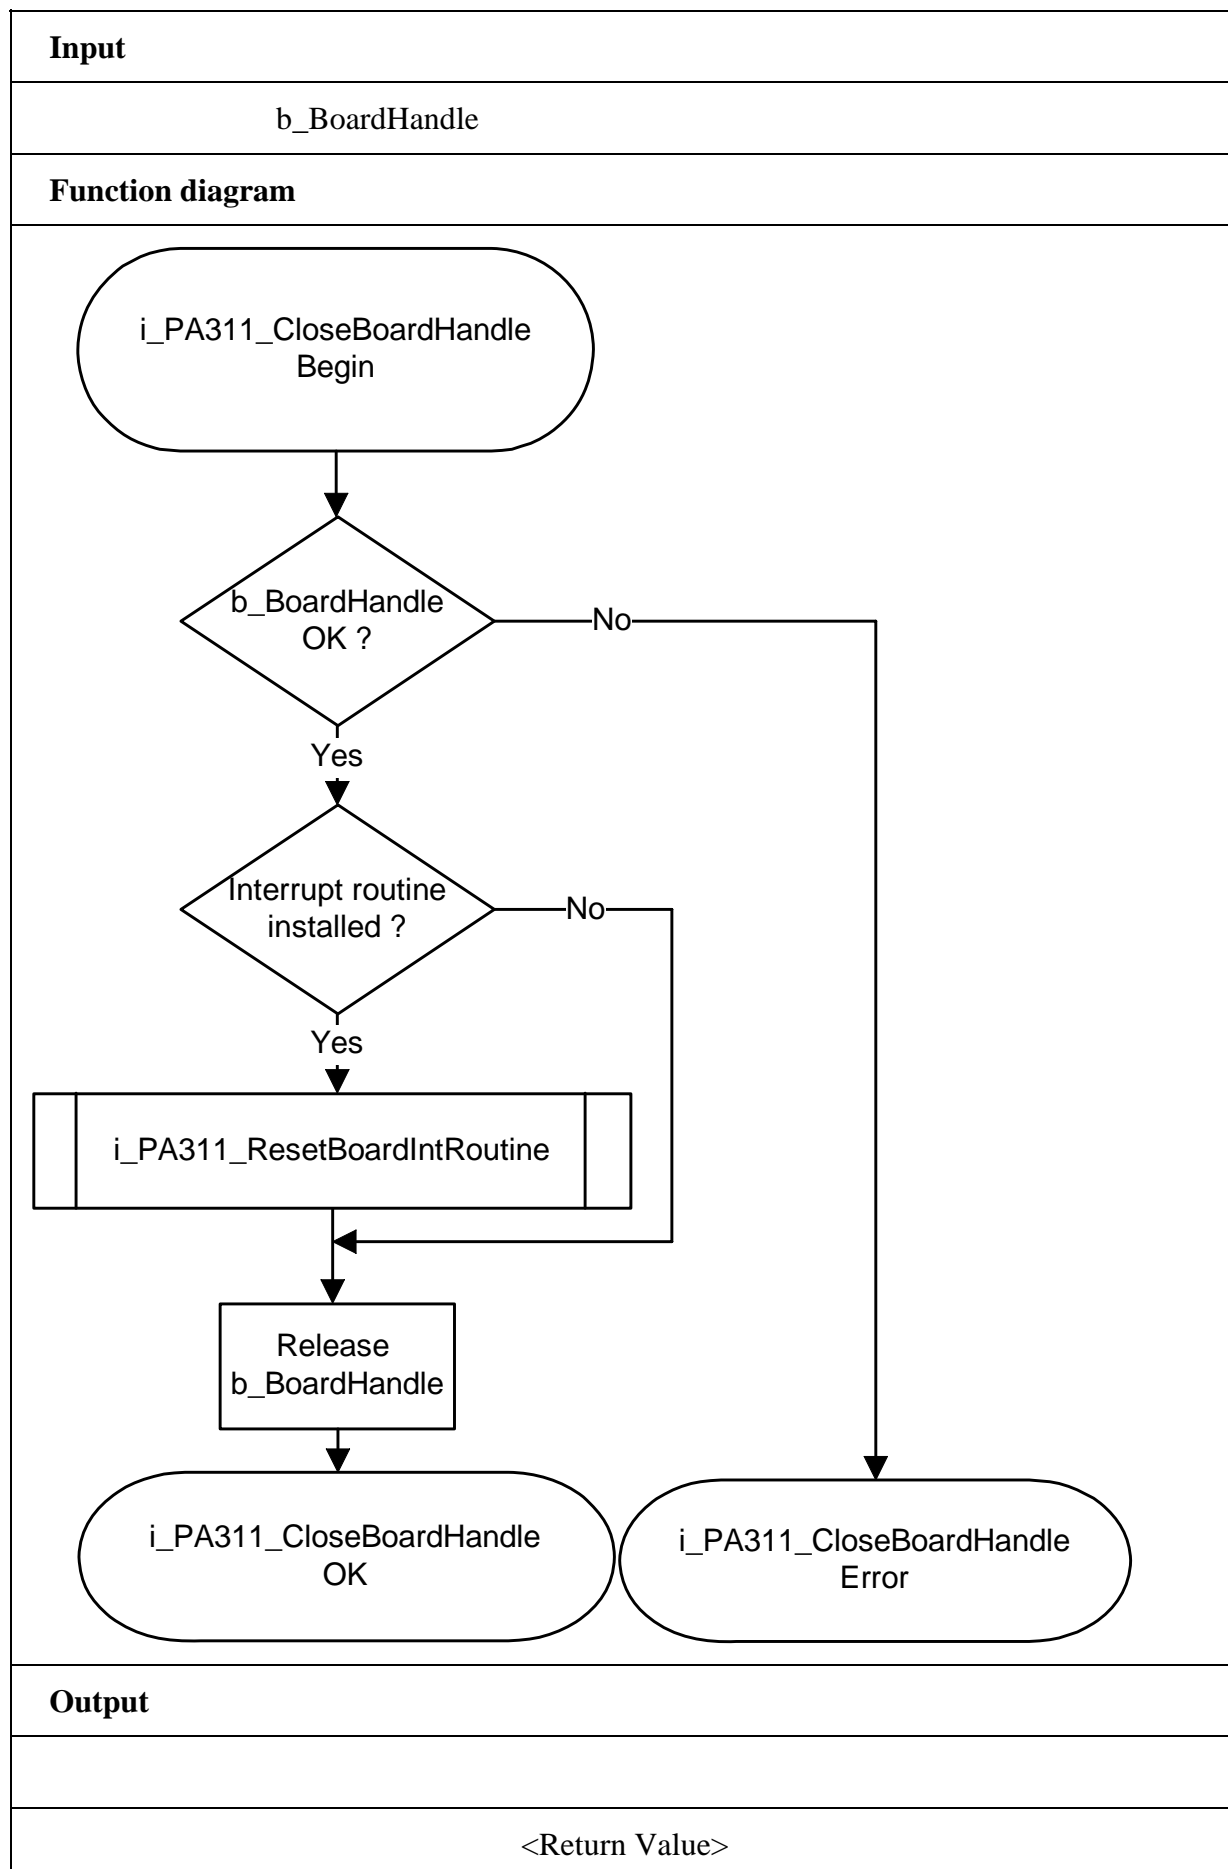 Input
b_BoardHandle
Function diagram
i_PA311_CloseBoardHandle
Begin
b_BoardHandle
OK ?
No
Yes
Interrupt routine
installed ?
No
Yes
i_PA311_ResetBoardIntRoutine
Release
b_BoardHandle
i_PA311_CloseBoardHandle
OK
i_PA311_CloseBoardHandle
Error
Output
<Return Value>